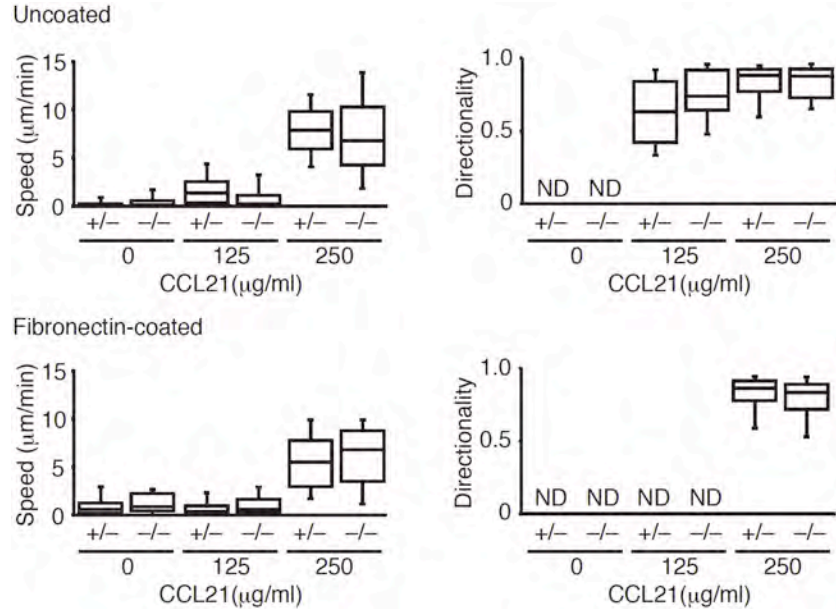 Uncoated
Speed (μm/min)
15
10
5
0
+/– –/– +/– –/– +/– –/–
0 125 250
CCL21(μg/ml)
Directionality
1.0
0.5
0
ND ND
+/– –/– +/– –/– +/– –/–
0 125 250
CCL21(μg/ml)
Fibronectin-coated
Speed (μm/min)
15
10
5
0
+/– –/– +/– –/– +/– –/–
0 125 250
CCL21(μg/ml)
Directionality
1.0
0.5
0
ND ND ND ND
+/– –/– +/– –/– +/– –/–
0 125 250
CCL21(μg/ml)